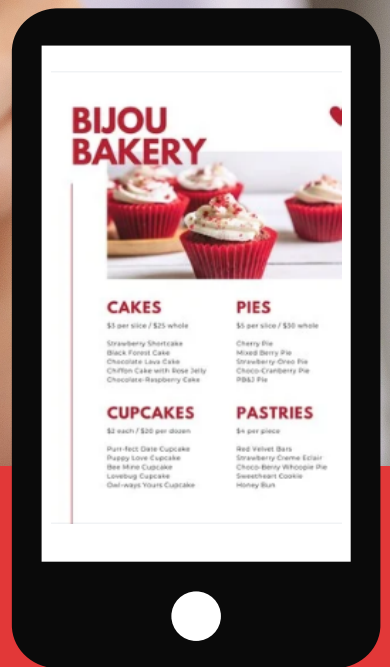 BIJOU
BAKERY
CAKES
$3 per slice / $25 whole
Strawberry Shortcake
Black Forest Cake
Chocolate Lava Cake
Chiffon Cake with Rose Jelly
Chocolate-Raspberry Cake
PIES
$5 per slice / $30 whole
Cherry Pie
Mixed Berry Pie
Strawberry-Oreo Pie
Choco-Cranberry Pie
PB&J Pie
CUPCAKES
$2 each / $20 per dozen
Purr-fect Date Cupcake
Puppy Love Cupcake
Bee Mine Cupcake
Lovebug Cupcake
Owl-ways Yours Cupcake
PASTRIES
$4 per piece
Red Velvet Bars
Strawberry Creme Eclair
Choco-Berry Whoopie Pie
Sweetheart Cookie
Honey Bun